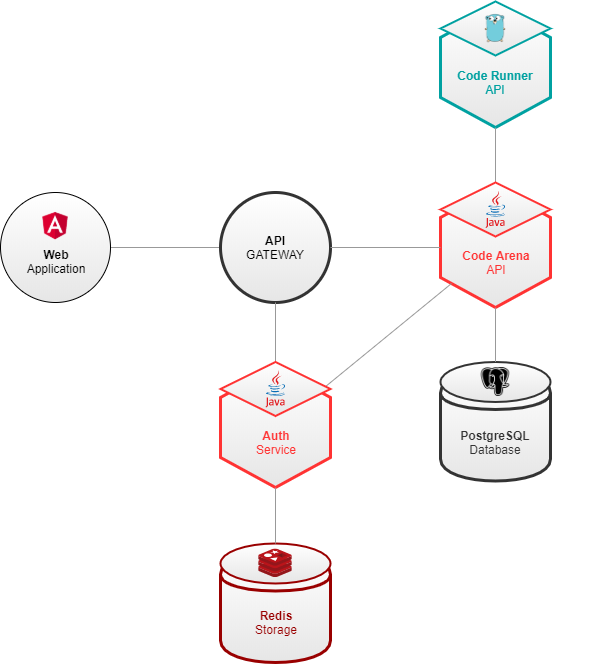 Code Runner
API
Java
Code Arena
API
Web
Application
API
GATEWAY
Java
Auth
Service
PostgreSQL
Database
Redis
Storage